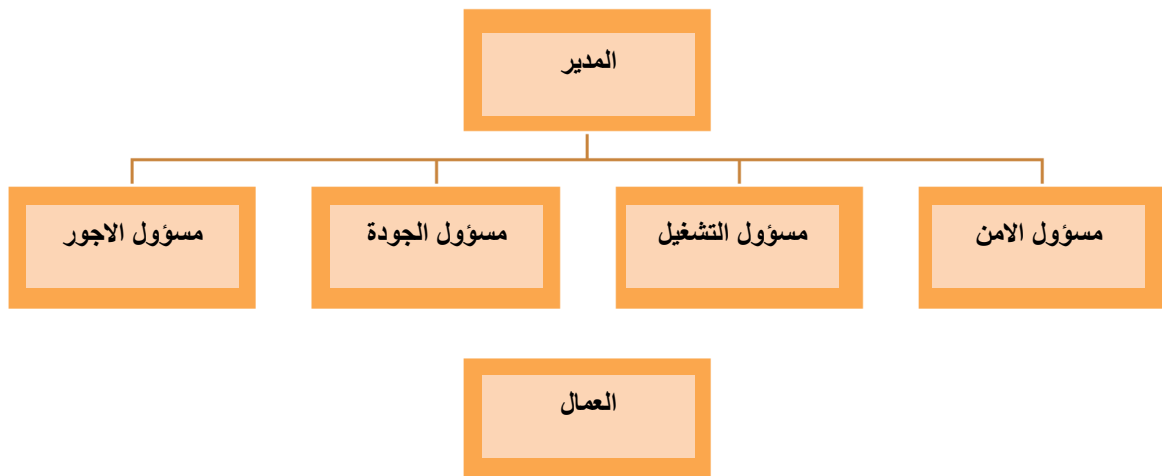 المدير
مسؤول الامن
مسؤول التشغيل
مسؤول الجودة
مسؤول الاجور
العمال